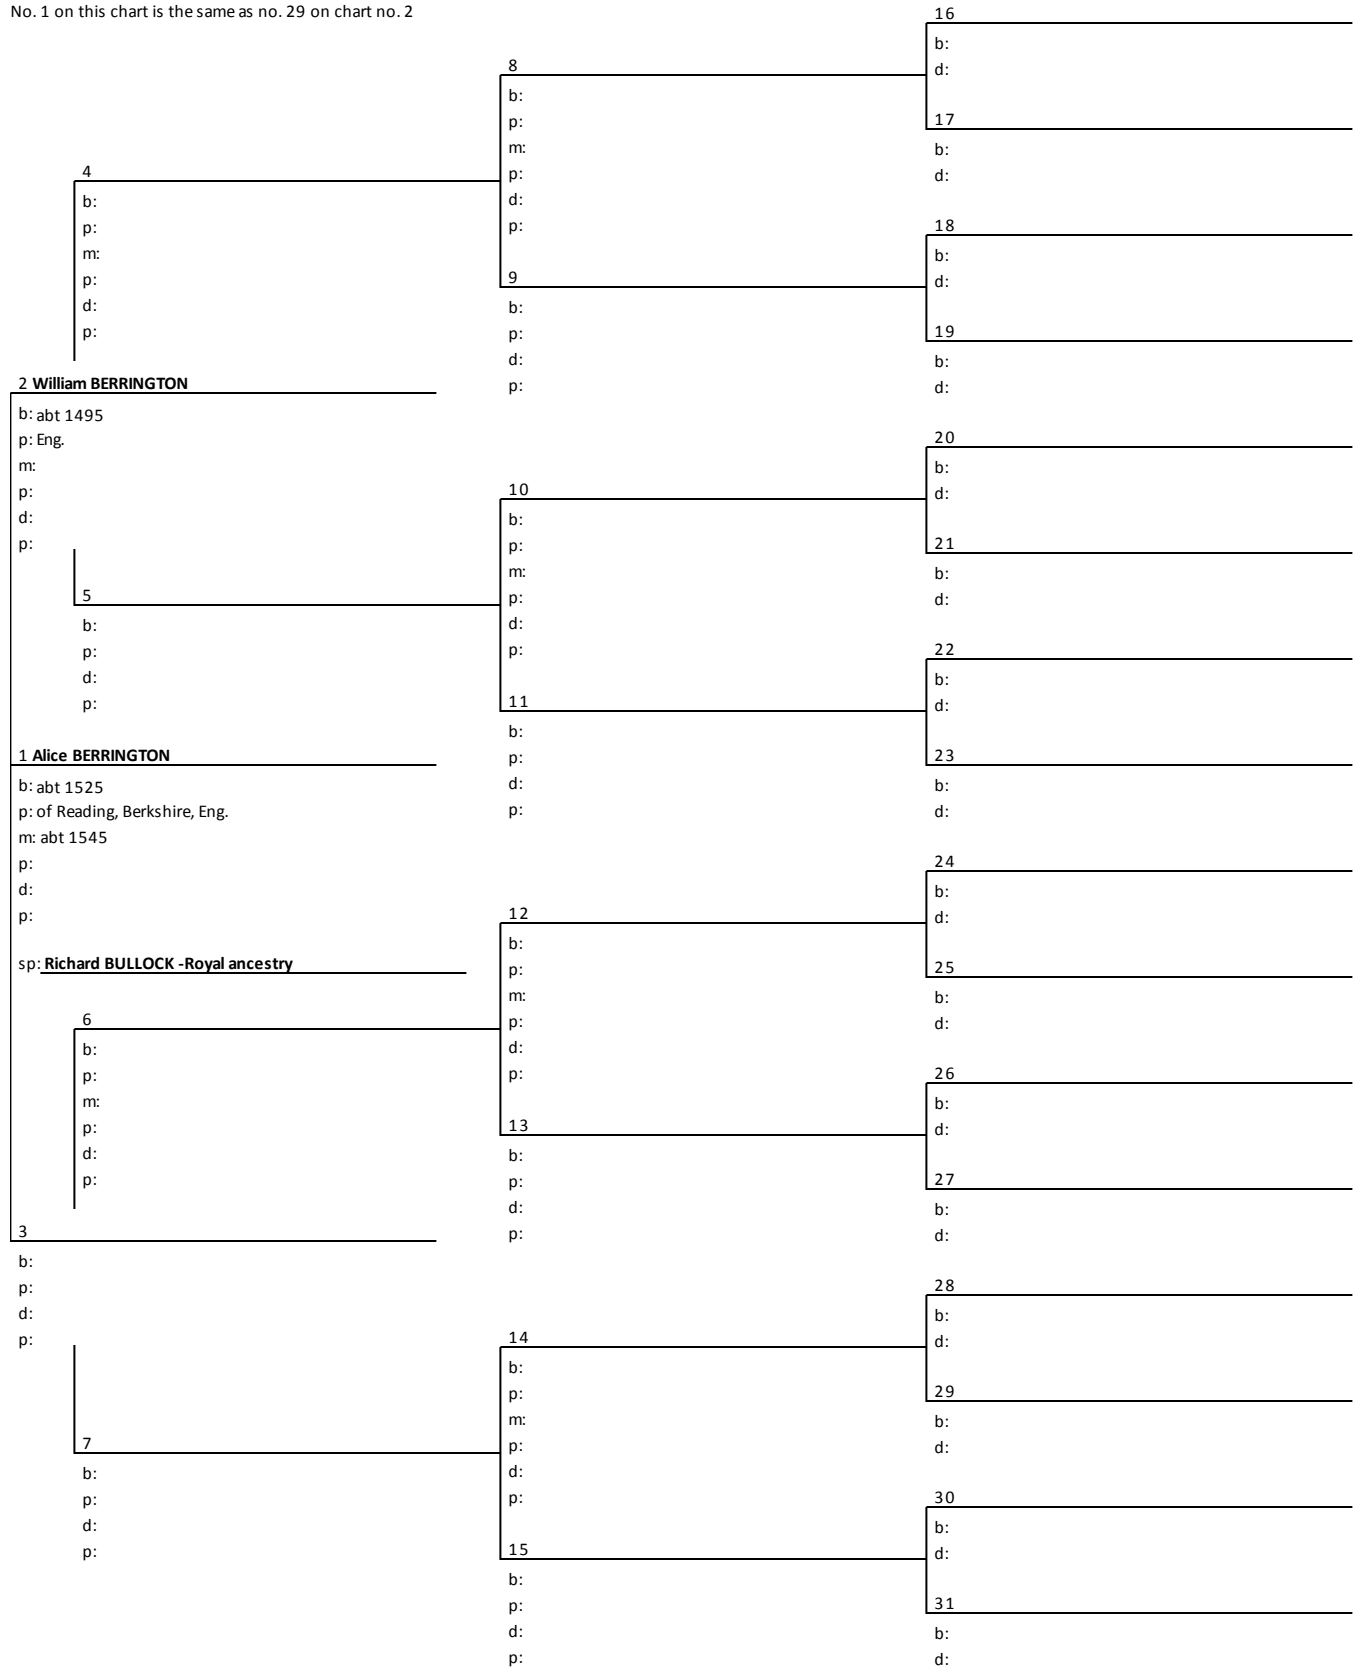 No. 1 on this chart is the same as no. 29 on chart no. 2
16
b:
d:
8
b:
p:
m:
p:
d:
p:
17
b:
d:
4
b:
p:
m:
p:
d:
p:
18
b:
d:
9
b:
p:
d:
p:
19
b:
d:
2 William BERRINGTON
b: abt 1495
p: Eng.
m:
p:
d:
p:
20
b:
d:
10
b:
p:
m:
p:
d:
p:
21
b:
d:
5
b:
p:
d:
p:
22
b:
d:
11
b:
p:
d:
p:
23
b:
d:
1 Alice BERRINGTON
b: abt 1525
p: of Reading, Berkshire, Eng.
m: abt 1545
p:
d:
p:
sp: Richard BULLOCK -Royal ancestry
24
b:
d:
12
b:
p:
m:
p:
d:
p:
25
b:
d:
6
b:
p:
m:
p:
d:
p:
26
b:
d:
13
b:
p:
d:
p:
27
b:
d:
3
b:
p:
d:
p:
28
b:
d:
14
b:
p:
m:
p:
d:
p:
29
b:
d:
7
b:
p:
d:
p:
30
b:
d:
15
b:
p:
d:
p:
31
b:
d: